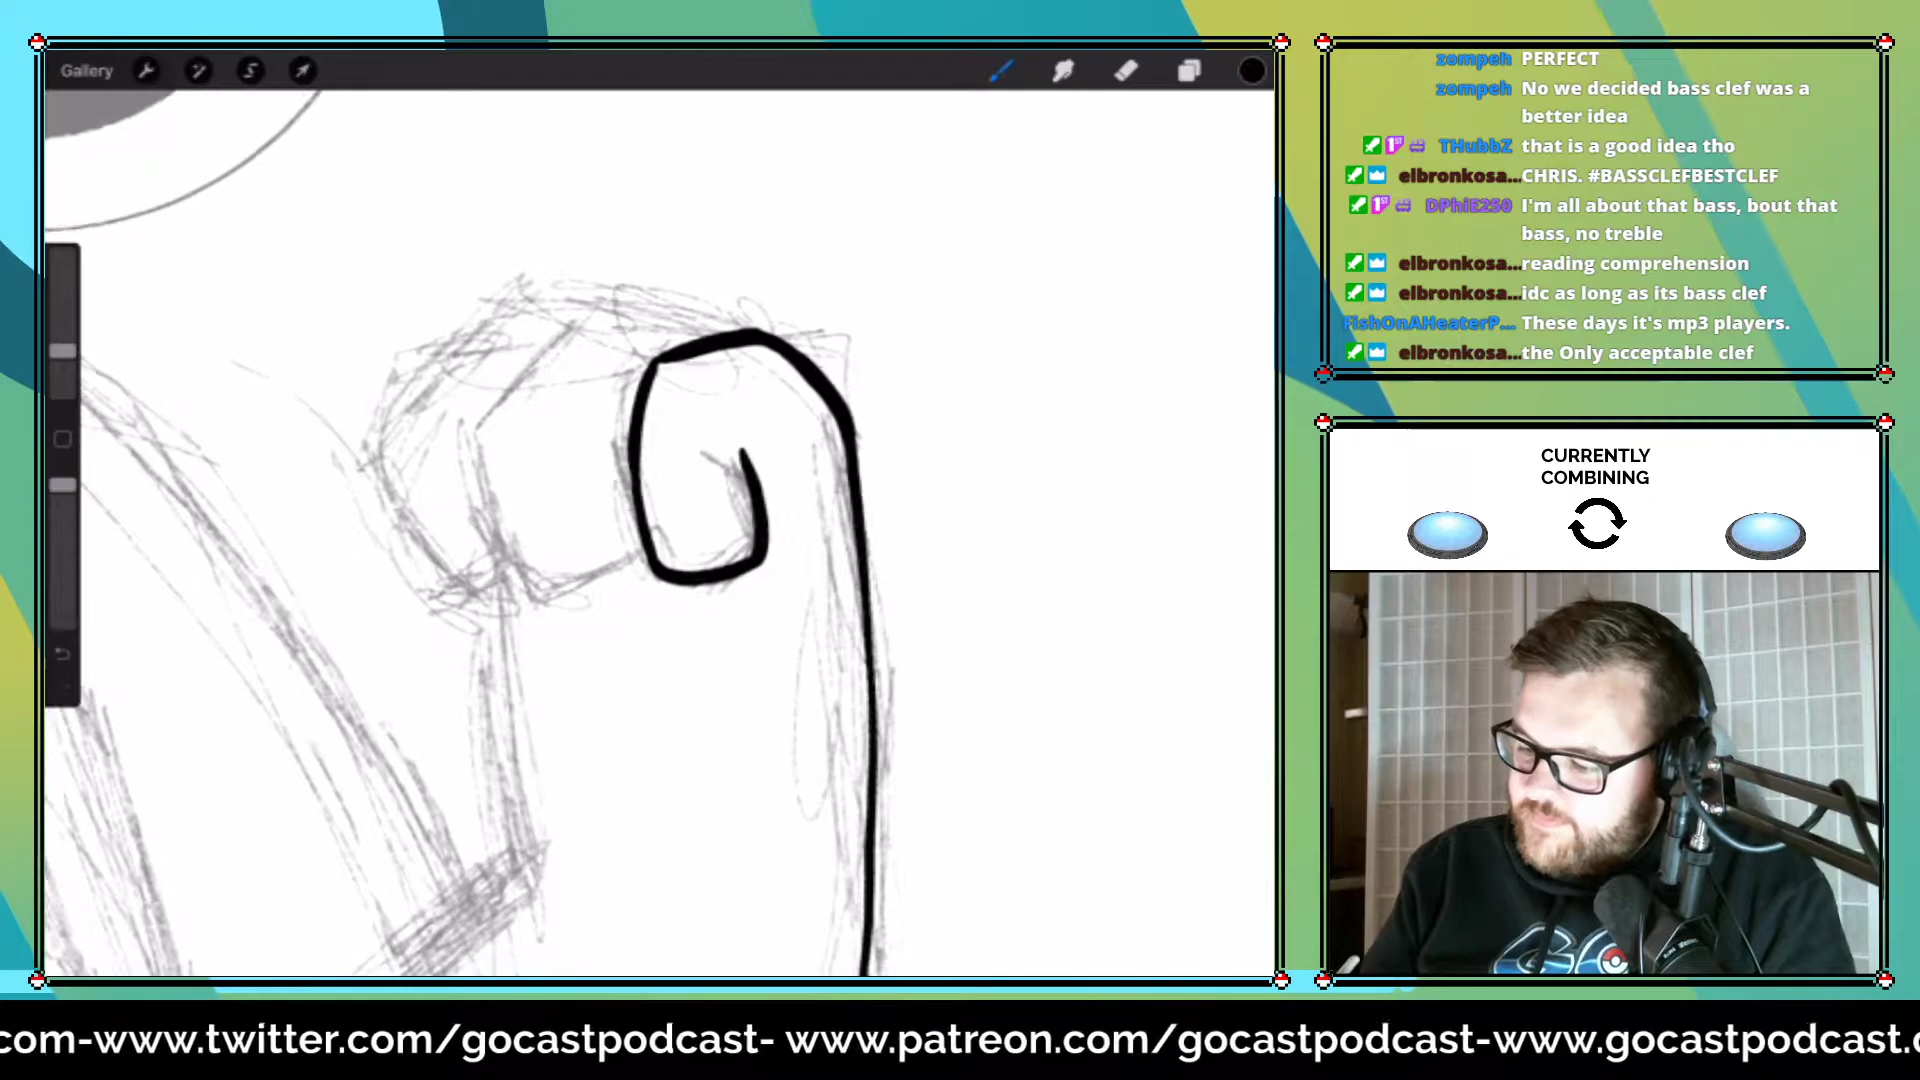 Gallery
zompeh PERFECT
zompeh No we decided bass clef was a
better idea
THubbZ that is a good idea tho
elbronkosa... CHRIS. #BASSCLEFBESTCLEF
DPhiE250 I'm all about that bass, bout that
bass, no treble
elbronkosa... reading comprehension
elbronkosa... idc as long as its bass clef
FishOnAHeaterP... These days it's mp3 players.
elbronkosa... the Only acceptable clef
CURRENTLY
COMBINING
com-www.twitter.com/gocastpodcast- www.patreon.com/gocastpodcast-www.gocastpodcast.c